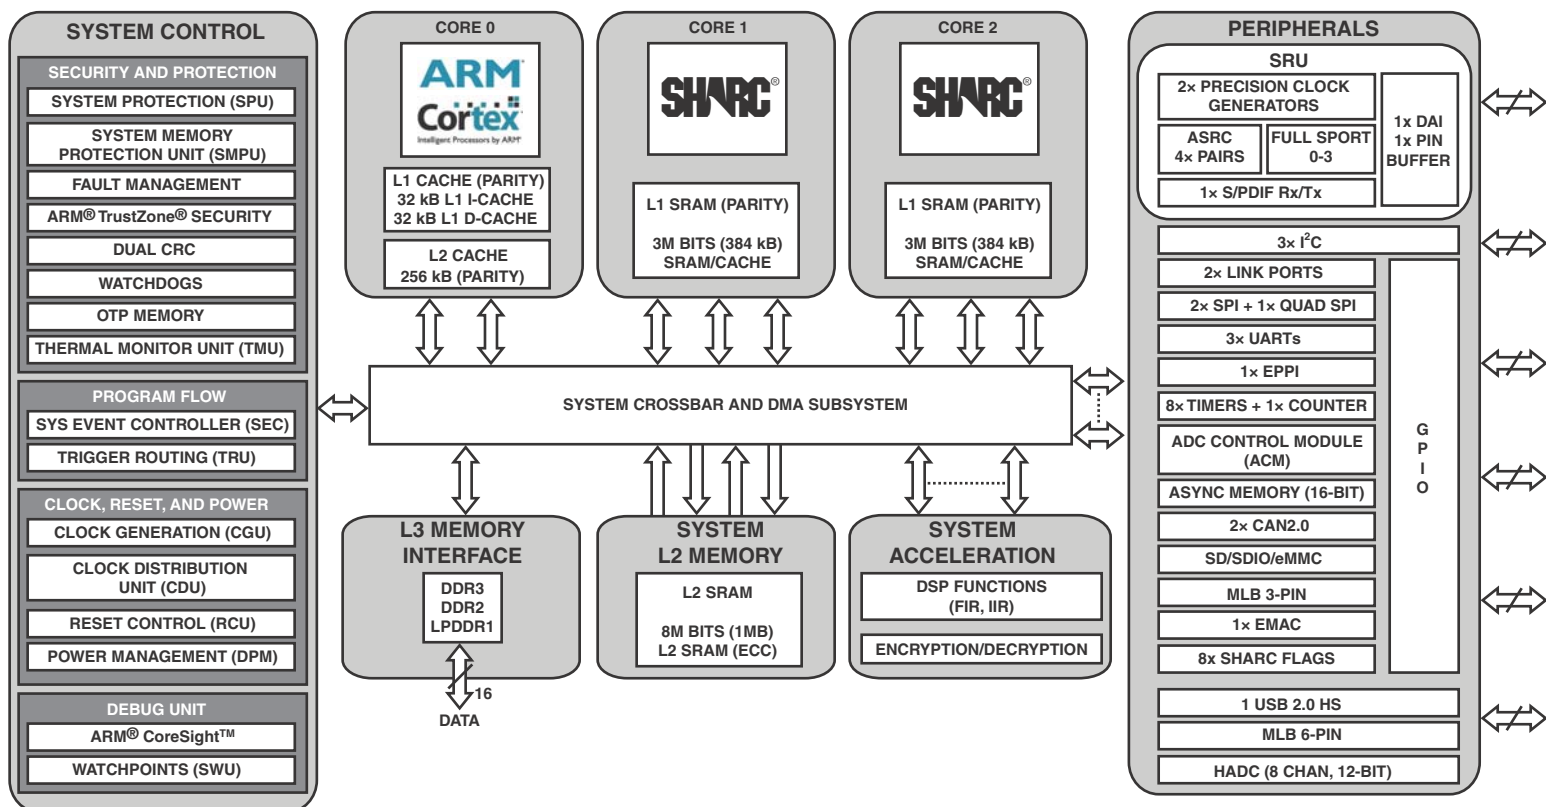 SYSTEM CONTROL
SECURITY AND PROTECTION
SYSTEM PROTECTION (SPU)
SYSTEM MEMORY
PROTECTION UNIT (SMPU)
FAULT MANAGEMENT
ARM® TrustZone® SECURITY
DUAL CRC
WATCHDOGS
OTP MEMORY
THERMAL MONITOR UNIT (TMU)
PROGRAM FLOW
SYS EVENT CONTROLLER (SEC)
TRIGGER ROUTING (TRU)
CLOCK, RESET, AND POWER
CLOCK GENERATION (CGU)
CLOCK DISTRIBUTION
UNIT (CDU)
RESET CONTROL (RCU)
POWER MANAGEMENT (DPM)
DEBUG UNIT
ARM® CoreSight™
WATCHPOINTS (SWU)
CORE 0
ARM
Cortex
Intelligent Processors by ARM®
L1 CACHE (PARITY)
32 kB L1 I-CACHE
32 kB L1 D-CACHE
L2 CACHE
256 kB (PARITY)
CORE 1
SHARC®
L1 SRAM (PARITY)
3M BITS (384 kB)
SRAM/CACHE
CORE 2
SHARC®
L1 SRAM (PARITY)
3M BITS (384 kB)
SRAM/CACHE
SYSTEM CROSSBAR AND DMA SUBSYSTEM
L3 MEMORY
INTERFACE
DDR3
DDR2
LPDDR1
16
DATA
SYSTEM
L2 MEMORY
L2 SRAM
8M BITS (1MB)
L2 SRAM (ECC)
SYSTEM
ACCELERATION
DSP FUNCTIONS
(FIR, IIR)
ENCRYPTION/DECRYPTION
PERIPHERALS
SRU
2× PRECISION CLOCK
GENERATORS
ASRC
4× PAIRS
FULL SPORT
0-3
1× S/PDIF Rx/Tx
1x DAI
1x PIN
BUFFER
3× I²C
2× LINK PORTS
2× SPI + 1× QUAD SPI
3× UARTs
1× EPPI
8× TIMERS + 1× COUNTER
ADC CONTROL MODULE
(ACM)
ASYNC MEMORY (16-BIT)
2× CAN2.0
SD/SDIO/eMMC
MLB 3-PIN
1× EMAC
8x SHARC FLAGS
GPIO
1 USB 2.0 HS
MLB 6-PIN
HADC (8 CHAN, 12-BIT)